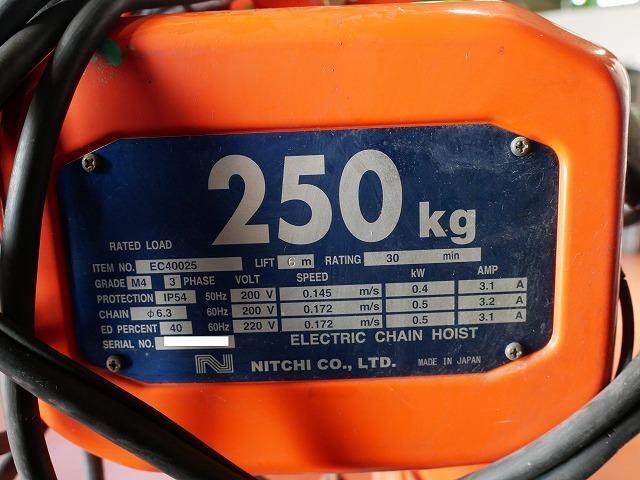 250 kg
RATED LOAD
ITEM NO. EC40025 LIFT 6 m RATING 30 min
GRADE M4 3 PHASE VOLT SPEED kW AMP
PROTECTION IP54 50Hz 200 V 0.145 m/s 0.4 3.1 A
CHAIN φ6.3 60Hz 200 V 0.172 m/s 0.5 3.2 A
ED PERCENT 40 60Hz 220 V 0.172 m/s 0.5 3.1 A
SERIAL NO. ELECTRIC CHAIN HOIST
N NITCHI CO., LTD. MADE IN JAPAN